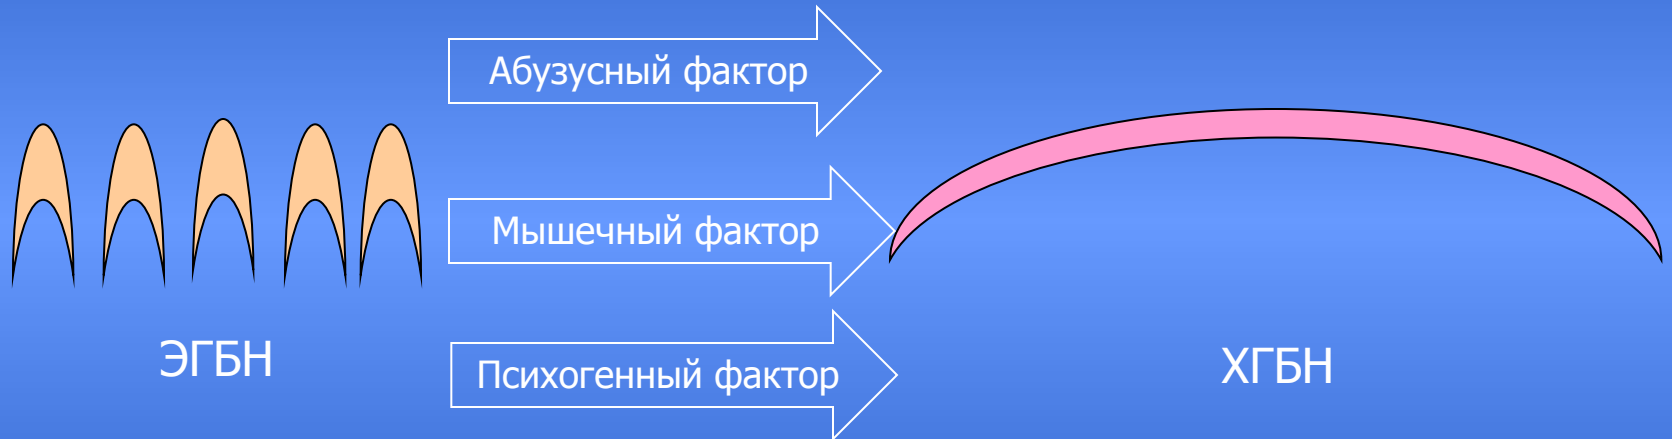 Абузусный фактор
Мышечный фактор
ЭГБН
Психогенный фактор
ХГБН